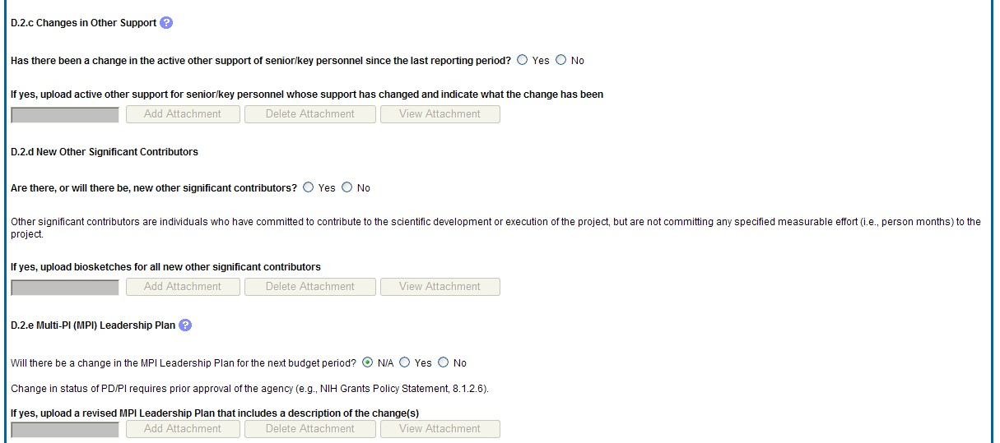 D.2.c Changes in Other Support ?
Has there been a change in the active other support of senior/key personnel since the last reporting period? Yes No
If yes, upload active other support for senior/key personnel whose support has changed and indicate what the change has been
Add Attachment Delete Attachment View Attachment
D.2.d New Other Significant Contributors
Are there, or will there be, new other significant contributors? Yes No
Other significant contributors are individuals who have committed to contribute to the scientific development or execution of the project, but are not committing any specified measurable effort (i.e., person months) to the
project.
If yes, upload biosketches for all new other significant contributors
Add Attachment Delete Attachment View Attachment
D.2.e Multi-PI (MPI) Leadership Plan ?
Will there be a change in the MPI Leadership Plan for the next budget period? N/A Yes No
Change in status of PD/PI requires prior approval of the agency (e.g., NIH Grants Policy Statement, 8.1.2.6).
If yes, upload a revised MPI Leadership Plan that includes a description of the change(s)
Add Attachment Delete Attachment View Attachment